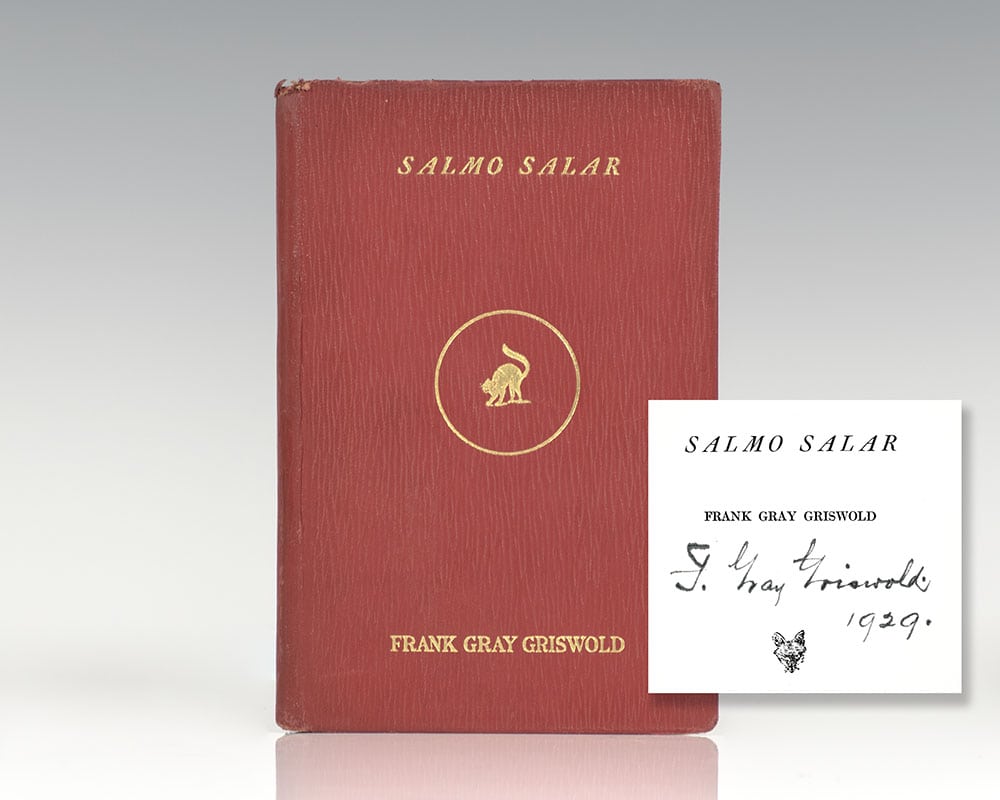 SALMO SALAR
FRANK GRAY GRISWOLD
SALMO SALAR
FRANK GRAY GRISWOLD
F. Gray Griswold.
1929.